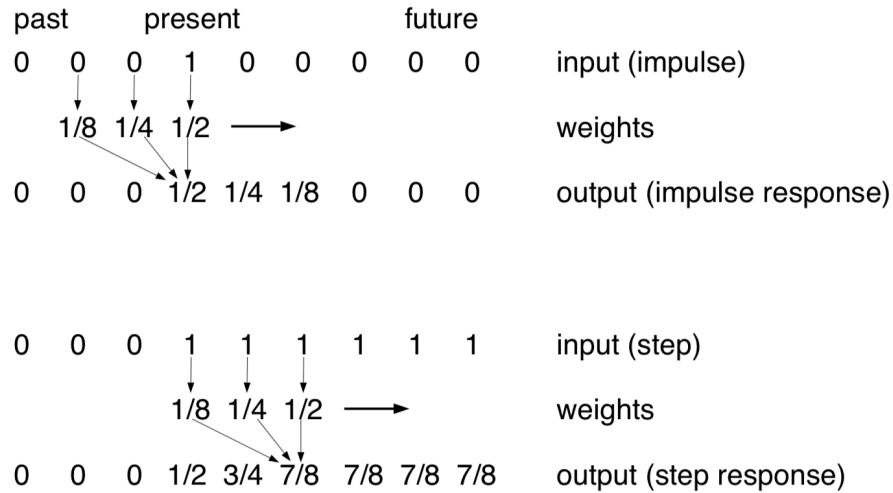 past present future
0 0 0 1 0 0 0 0 0 input (impulse)
1/8 1/4 1/2 weights
0 0 0 1/2 1/4 1/8 0 0 0 output (impulse response)
0 0 0 1 1 1 1 1 1 input (step)
1/8 1/4 1/2 weights
0 0 0 1/2 3/4 7/8 7/8 7/8 7/8 output (step response)